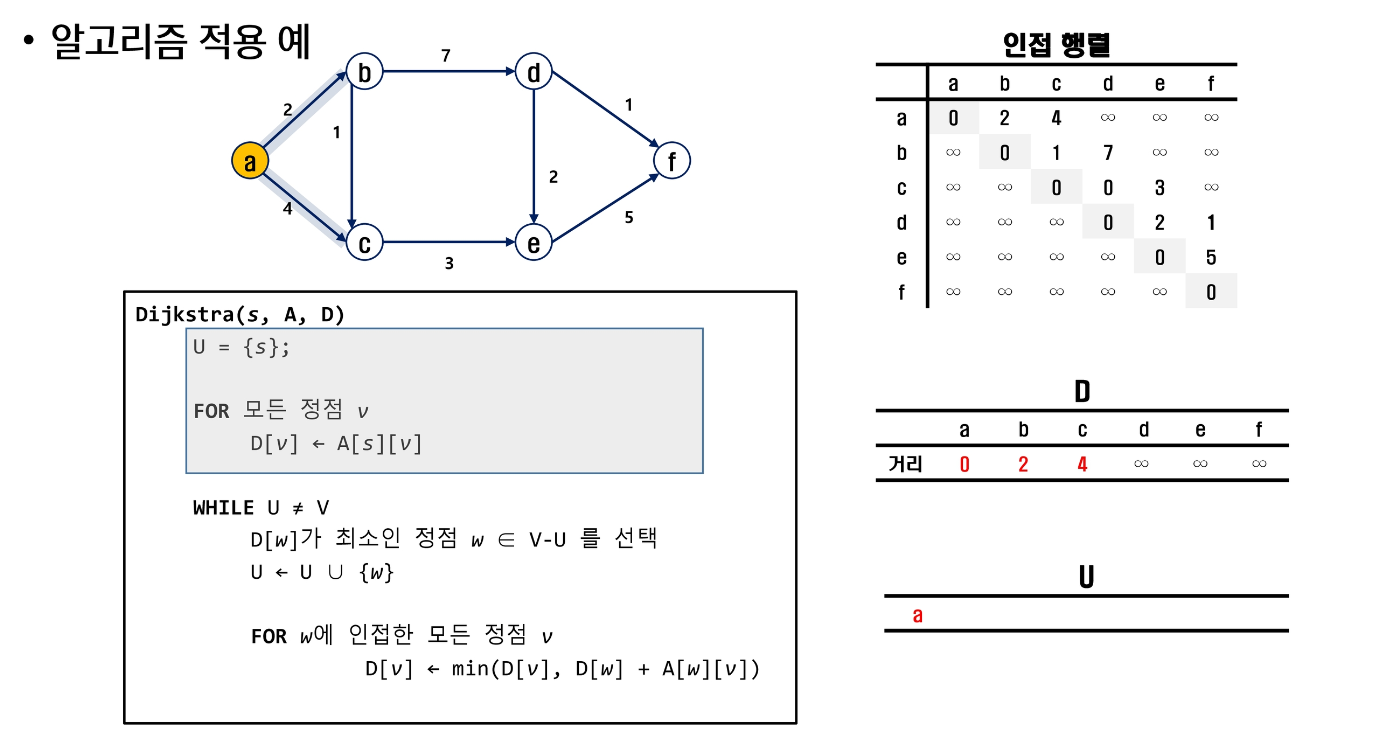 • 알고리즘 적용 예
7
b
d
2
1
1
a
f
2
4
5
c
e
3
인접 행렬
a b c d e f
a 0 2 4 ∞ ∞ ∞
b ∞ 0 1 7 ∞ ∞
c ∞ ∞ 0 0 3 ∞
d ∞ ∞ ∞ 0 2 1
e ∞ ∞ ∞ ∞ 0 5
f ∞ ∞ ∞ ∞ ∞ 0
Dijkstra(s, A, D)
U = {s};
FOR 모든 정점 v
D[v] ← A[s][v]
WHILE U ≠ V
D[w]가 최소인 정점 w ∈ V-U 를 선택
U ← U ∪ {w}
FOR w에 인접한 모든 정점 v
D[v] ← min(D[v], D[w] + A[w][v])
D
a b c d e f
거리 0 2 4 ∞ ∞ ∞
U
a